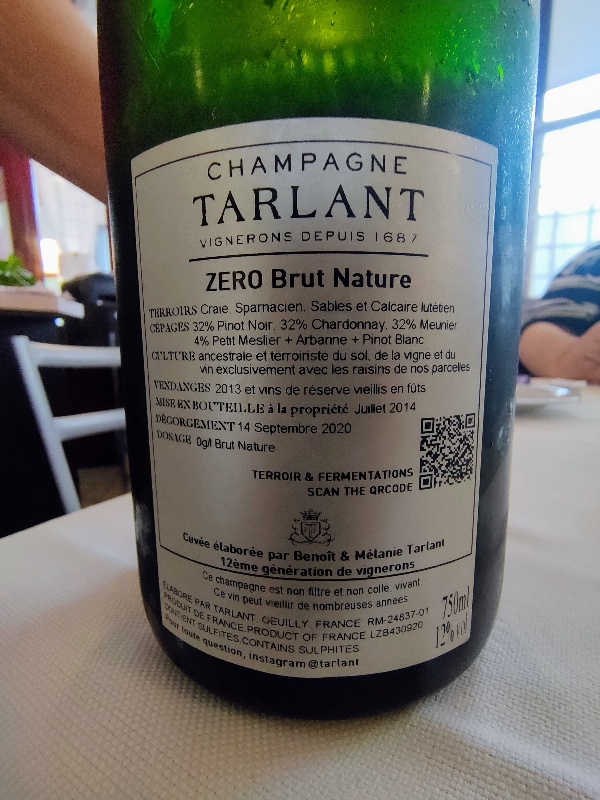 CHAMPAGNE
TARLANT
VIGNERONS DEPUIS 1687
ZERO Brut Nature
TERROIRS Craie, Sparnacien, Sables et Calcaire lutétien
CÉPAGES 32% Pinot Noir, 32% Chardonnay, 32% Meunier
4% Petit Meslier + Arbanne + Pinot Blanc
CULTURE ancestrale et terroiriste du sol, de la vigne et du
vin exclusivement avec les raisins de nos parcelles
VENDANGES 2013 et vins de réserve vieillis en fûts
MISE EN BOUTEILLE à la propriété Juillet 2014
DÉGORGEMENT 14 Septembre 2020
DOSAGE 0g/l Brut Nature
TERROIR & FERMENTATIONS
SCAN THE QRCODE
Cuvée élaborée par Benoît & Mélanie Tarlant
12ème génération de vignerons
Ce champagne est non filtré et non collé, vivant
Ce vin peut vieillir de nombreuses années
ELABORÉ PAR TARLANT, OEUILLY, FRANCE RM-24837-01
PRODUIT DE FRANCE, PRODUCT OF FRANCE LZB430920
CONTIENT SULFITES, CONTAINS SULPHITES
Pour toute question, instagram @tarlant
750ml
12% vol